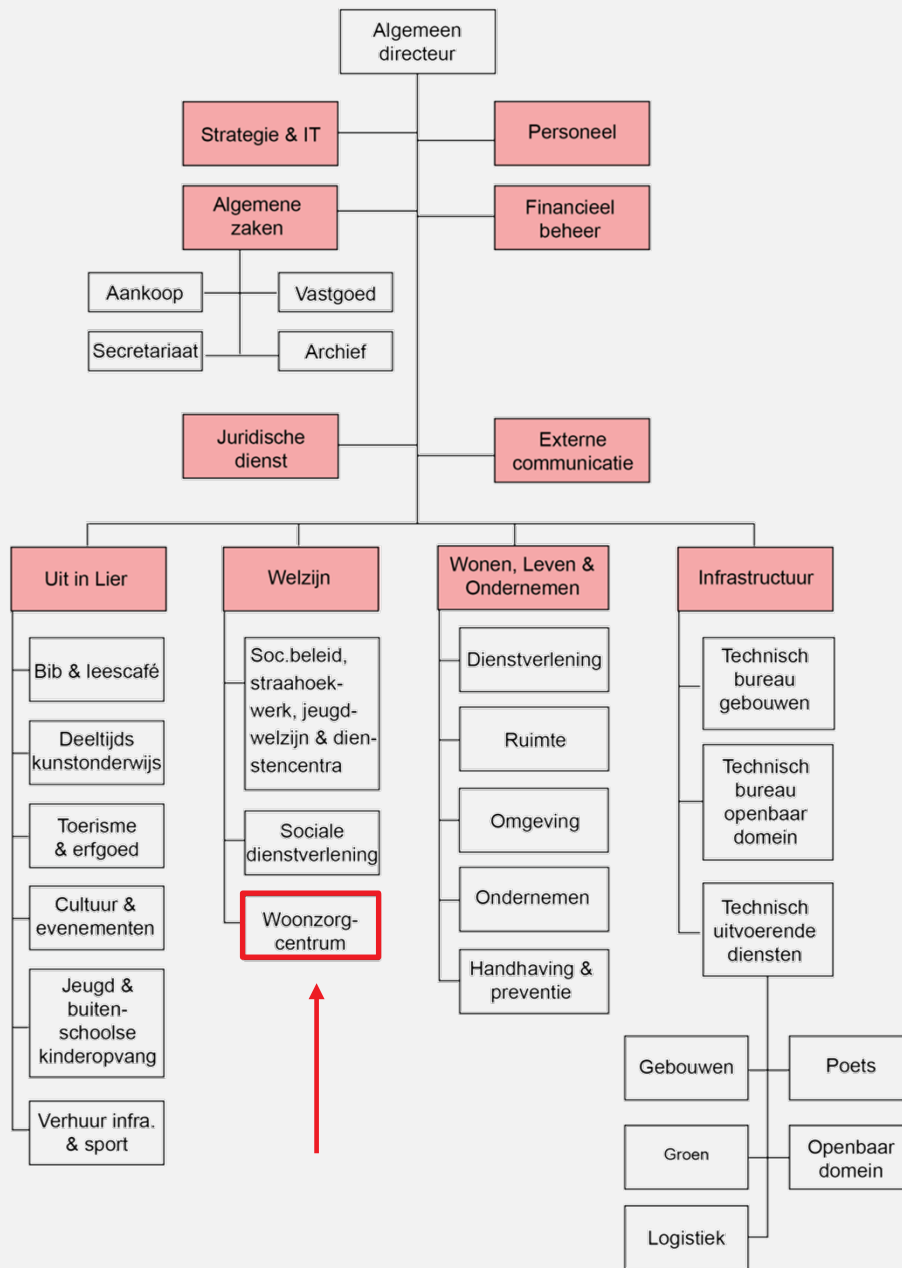 Algemeen
directeur
Strategie & IT
Personeel
Algemene
zaken
Financieel
beheer
Aankoop
Vastgoed
Secretariaat
Archief
Juridische
dienst
Externe
communicatie
Uit in Lier
Welzijn
Wonen, Leven &
Ondernemen
Infrastructuur
Bib & leescafé
Deeltijds
kunstonderwijs
Toerisme
& erfgoed
Cultuur &
evenementen
Jeugd &
buiten-
schoolse
kinderopvang
Verhuur infra.
& sport
Soc.beleid,
straahoek-
werk, jeugd-
welzijn & dien-
stencentra
Sociale
dienstverlening
Woonzorg-
centrum
Dienstverlening
Ruimte
Omgeving
Ondernemen
Handhaving &
preventie
Technisch
bureau
gebouwen
Technisch
bureau
openbaar
domein
Technisch
uitvoerende
diensten
Gebouwen
Poets
Groen
Openbaar
domein
Logistiek